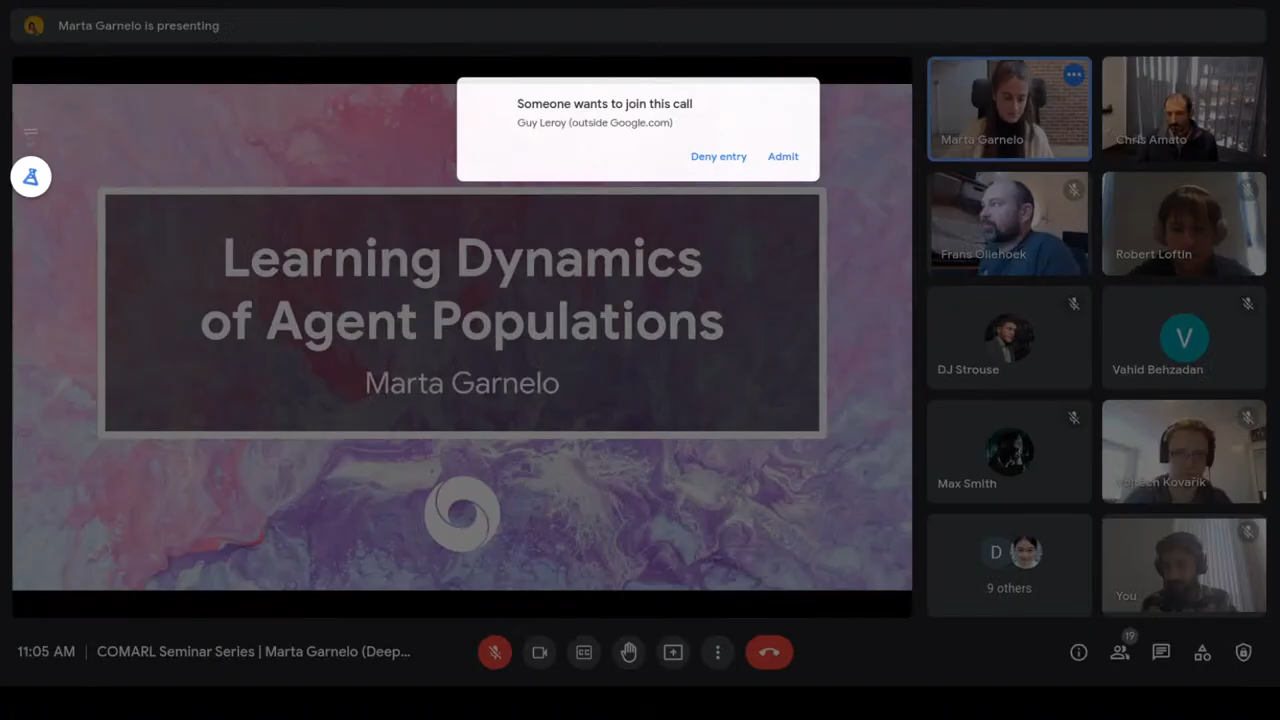 Marta Garnelo is presenting
Someone wants to join this call
Guy Leroy (outside Google.com)
Deny entry
Admit
Learning Dynamics
of Agent Populations
Marta Garnelo
Marta Garnelo
Chris Amato
Frans Oliehoek
Robert Loftin
DJ Strouse
V
Vahid Behzadan
Max Smith
Vojtěch Kovařík
D
9 others
You
11:05 AM | COMARL Seminar Series | Marta Garnelo (Deep...
19